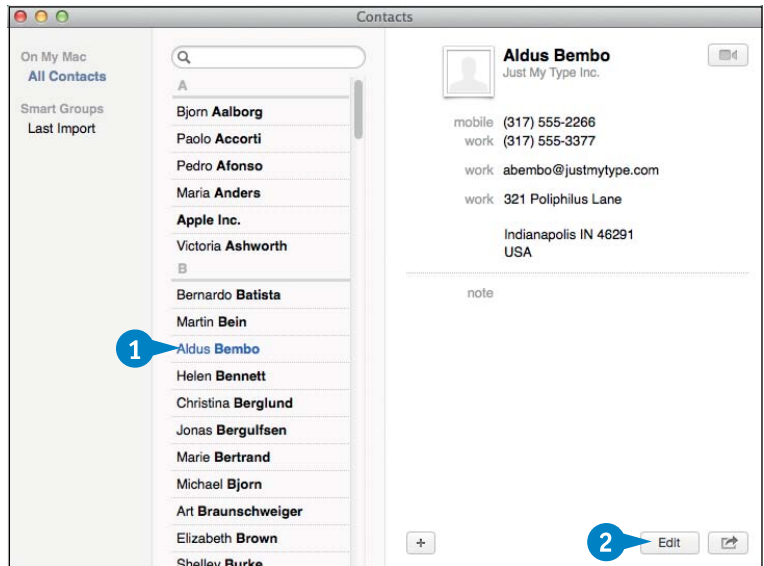 Contacts
On My Mac
All Contacts
Smart Groups
Last Import
A
Bjorn Aalborg
Paolo Accorti
Pedro Afonso
Maria Anders
Apple Inc.
Victoria Ashworth
B
Bernardo Batista
Martin Bein
1
Aldus Bembo
Helen Bennett
Christina Berglund
Jonas Bergulfsen
Marie Bertrand
Michael Bjorn
Art Braunschweiger
Elizabeth Brown
Shelley Burke
Aldus Bembo
Just My Type Inc.
mobile (317) 555-2266
work (317) 555-3377
work abembo@justmytype.com
work 321 Poliphilus Lane
Indianapolis IN 46291
USA
note
+
2
Edit